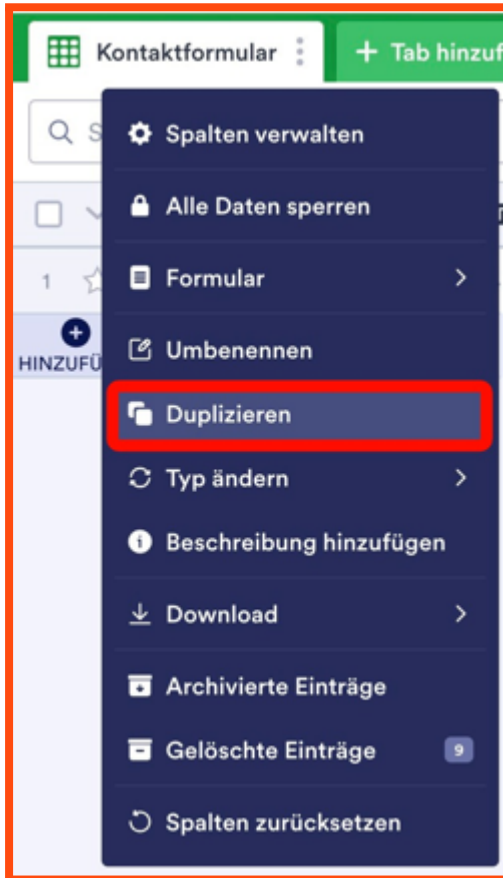 Kontaktformular
+ Tab hinzuf
S
Spalten verwalten
Alle Daten sperren
1
Formular
HINZUFÜ
Umbenennen
Duplizieren
Typ ändern
Beschreibung hinzufügen
Download
Archivierte Einträge
Gelöschte Einträge 9
Spalten zurücksetzen